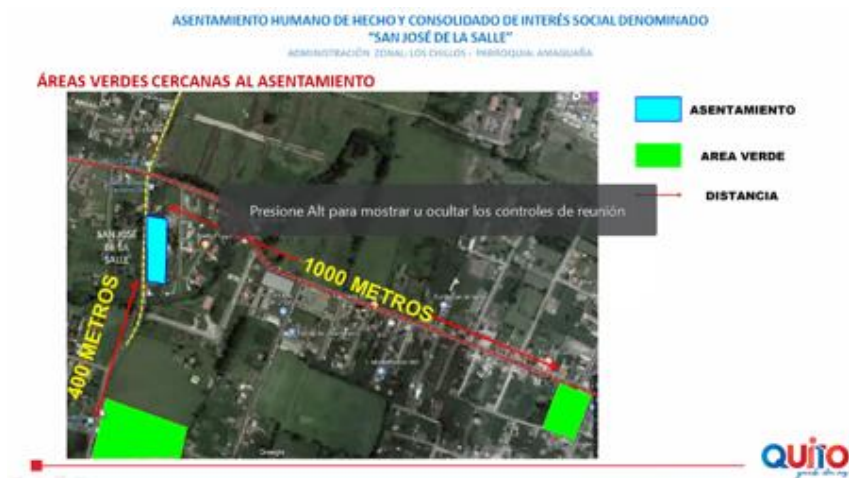 ASENTAMIENTO HUMANO DE HECHO Y CONSOLIDADO DE INTERÉS SOCIAL DENOMINADO
"SAN JOSÉ DE LA SALLE"
ADMINISTRACIÓN ZONAL: LOS CHILLOS - PARROQUIA: AMAGUAÑA
ÁREAS VERDES CERCANAS AL ASENTAMIENTO
ASENTAMIENTO
AREA VERDE
DISTANCIA
Presione Alt para mostrar u ocultar los controles de reunión
SAN JOSÉ
DE LA
SALLE
1000 METROS
400 METROS
Google
QUITO